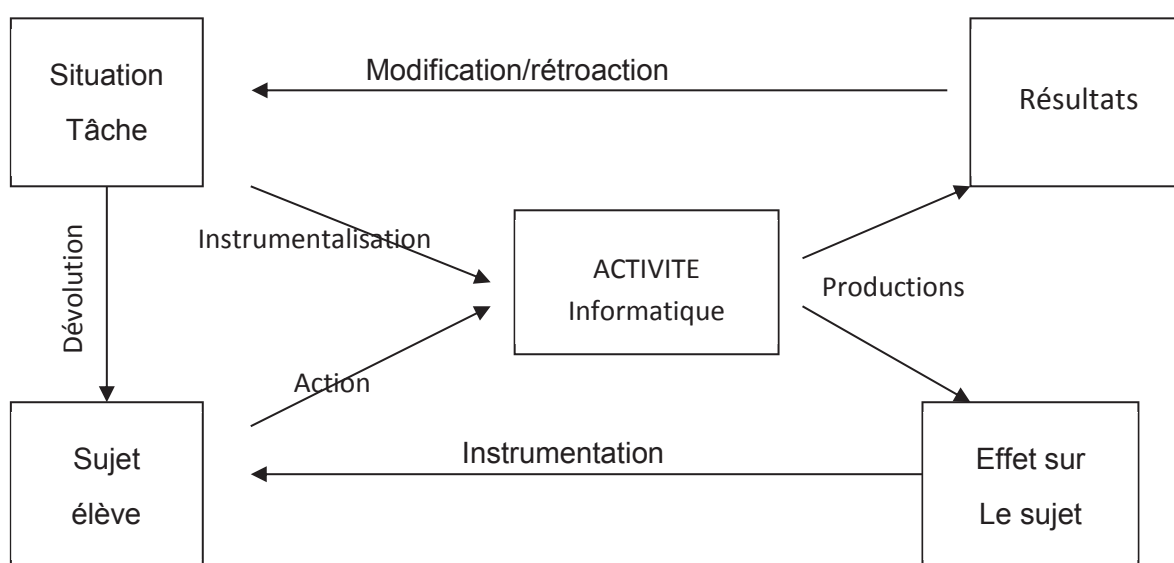 Situation
Tâche
Modification/rétroaction
Résultats
Dévolution
Instrumentalisation
ACTIVITE
Informatique
Productions
Action
Sujet
élève
Instrumentation
Effet sur
Le sujet